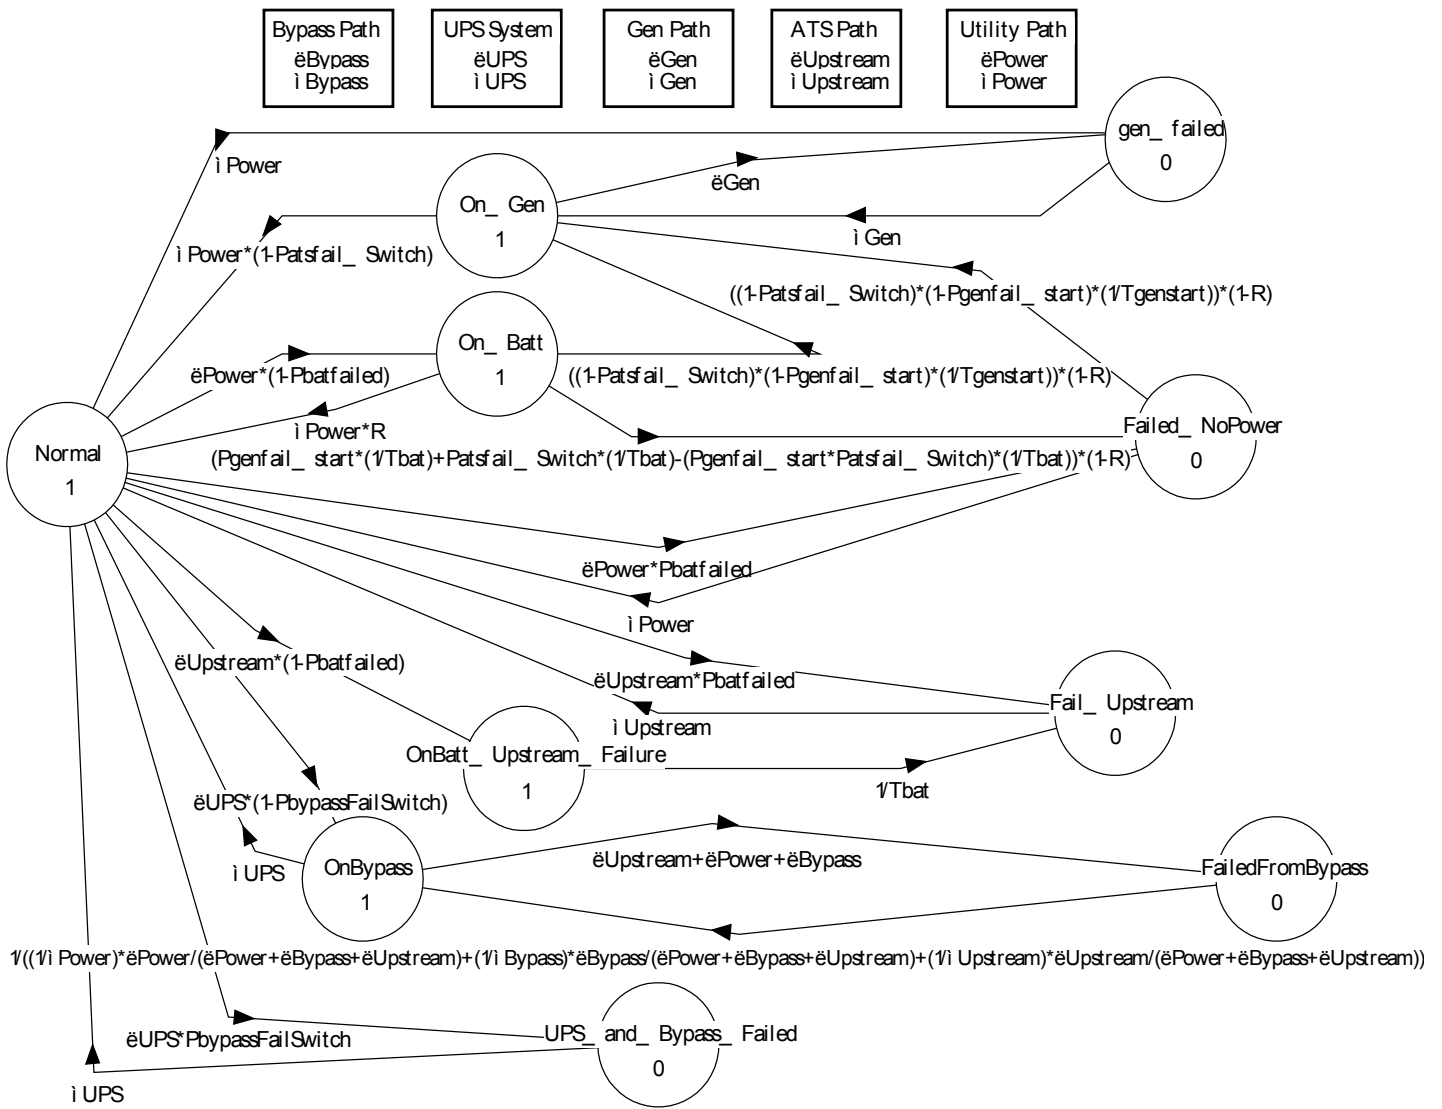 Bypass Path
ëBypass
ì Bypass
UPS System
ëUPS
ì UPS
Gen Path
ëGen
ì Gen
ATS Path
ëUpstream
ì Upstream
Utility Path
ëPower
ì Power
gen_ failed
0
ì Power
ëGen
On_ Gen
1
ì Gen
ì Power*(1-Patsfail_ Switch)
((1-Patsfail_ Switch)*(1-Pgenfail_ start)*(1/Tgenstart))*(1-R)
On_ Batt
1
ëPower*(1-Pbatfailed)
((1-Patsfail_ Switch)*(1-Pgenfail_ start)*(1/Tgenstart))*(1-R)
ì Power*R
Failed_ NoPower
0
Normal
1
(Pgenfail_ start*(1/Tbat)+Patsfail_ Switch*(1/Tbat)-(Pgenfail_ start*Patsfail_ Switch)*(1/Tbat))*(1-R)
ëPower*Pbatfailed
ì Power
ëUpstream*(1-Pbatfailed)
ëUpstream*Pbatfailed
Fail_ Upstream
0
ì Upstream
OnBatt_ Upstream_ Failure
1
1/Tbat
ëUPS*(1-PbypassFailSwitch)
ëUpstream+ëPower+ëBypass
ì UPS
OnBypass
1
FailedFromBypass
0
1/((1/ì Power)*ëPower/(ëPower+ëBypass+ëUpstream)+(1/ì Bypass)*ëBypass/(ëPower+ëBypass+ëUpstream)+(1/ì Upstream)*ëUpstream/(ëPower+ëBypass+ëUpstream))
ëUPS*PbypassFailSwitch
UPS_ and_ Bypass_ Failed
0
ì UPS